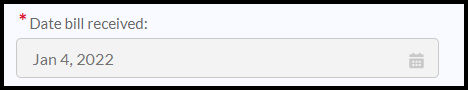 * Date bill received:
Jan 4, 2022